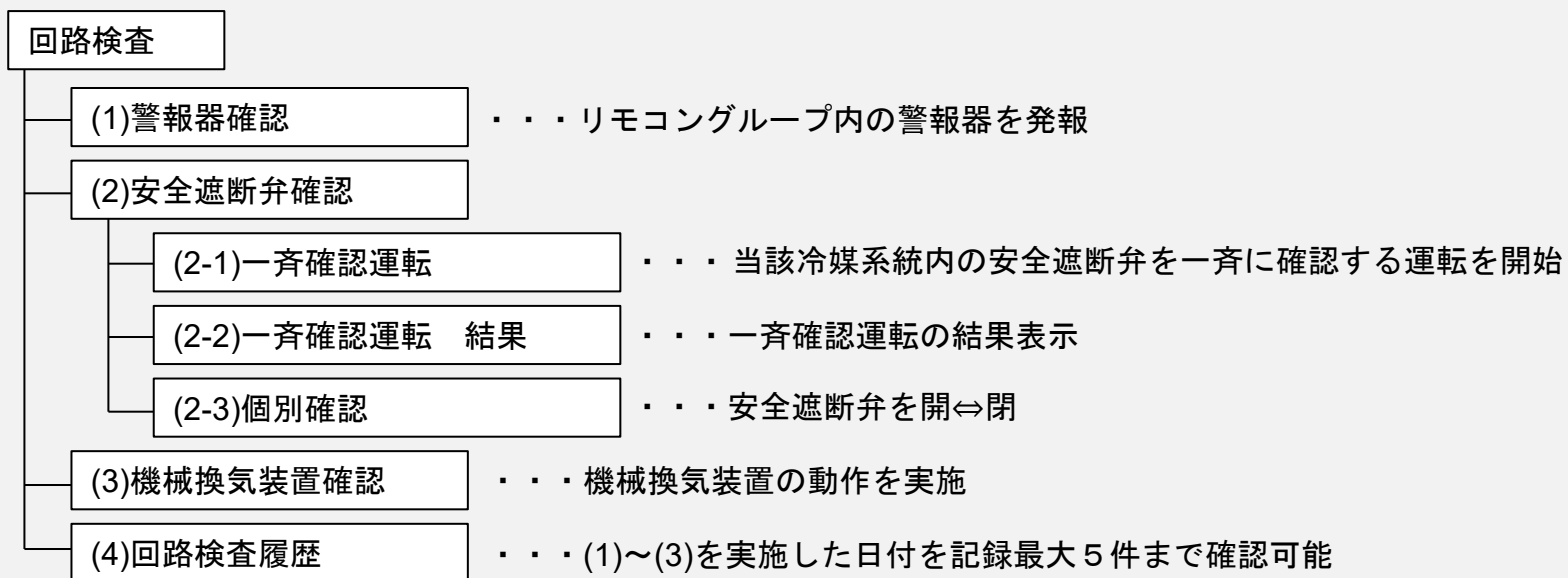 回路検査
(1)警報器確認 ・・・リモコングループ内の警報器を発報
(2)安全遮断弁確認
(2-1)一斉確認運転 ・・・ 当該冷媒系統内の安全遮断弁を一斉に確認する運転を開始
(2-2)一斉確認運転　結果 ・・・一斉確認運転の結果表示
(2-3)個別確認 ・・・安全遮断弁を開⇔閉
(3)機械換気装置確認 ・・・機械換気装置の動作を実施
(4)回路検査履歴 ・・・(1)～(3)を実施した日付を記録最大５件まで確認可能